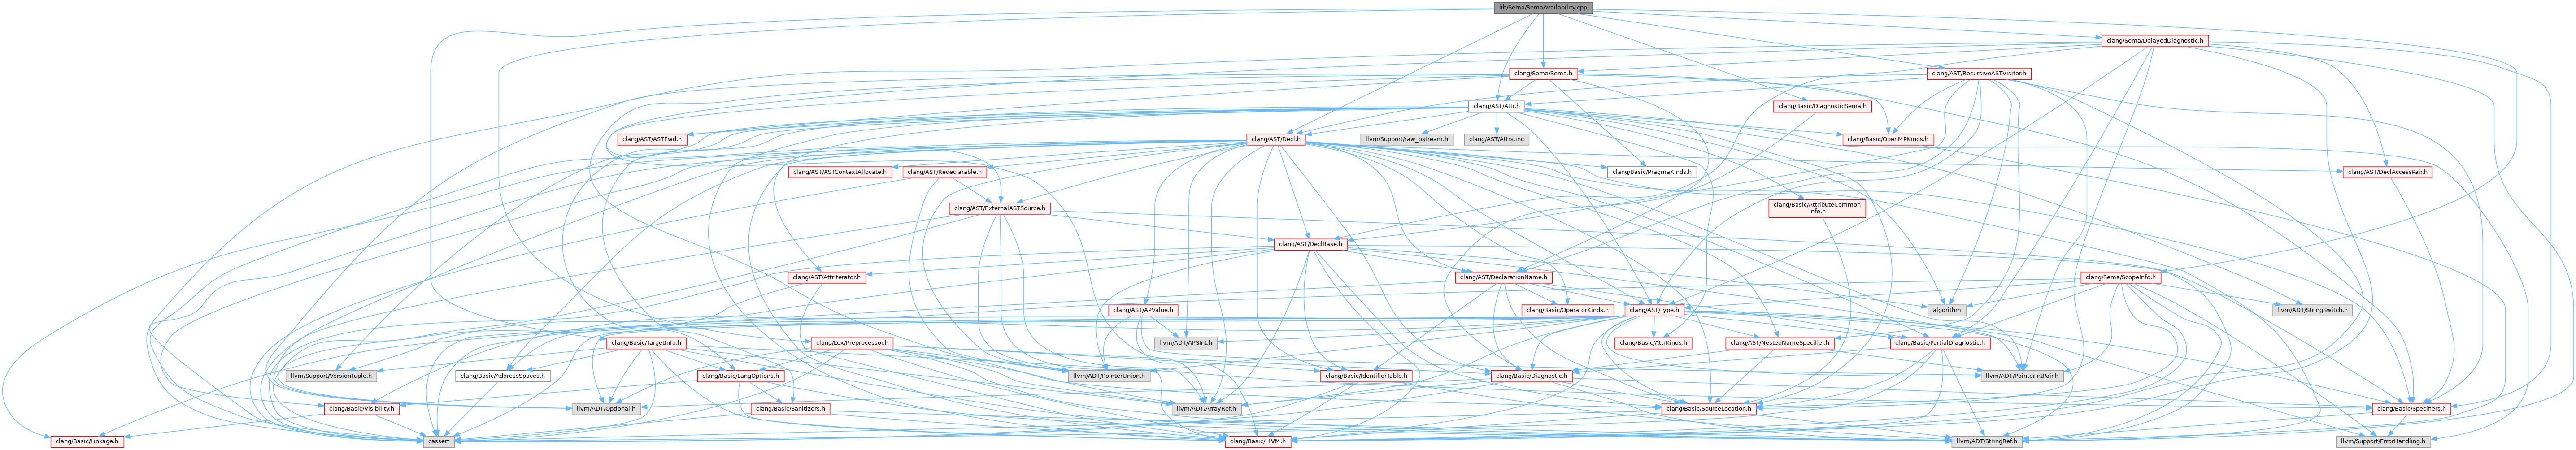 lib/Sema/SemaAvailability.cpp
clang/Sema/DelayedDiagnostic.h
clang/Sema/Sema.h
clang/AST/RecursiveASTVisitor.h
clang/AST/Attr.h
clang/Basic/DiagnosticSema.h
clang/AST/ASTFwd.h
clang/AST/Decl.h
llvm/Support/raw_ostream.h
clang/AST/Attrs.inc
clang/Basic/OpenMPKinds.h
clang/AST/ASTContextAllocate.h
clang/AST/Redeclarable.h
clang/Basic/PragmaKinds.h
clang/AST/DeclAccessPair.h
clang/AST/ExternalASTSource.h
clang/Basic/AttributeCommon
Info.h
clang/AST/DeclBase.h
clang/AST/AttrIterator.h
clang/AST/DeclarationName.h
clang/Sema/ScopeInfo.h
clang/AST/APValue.h
clang/Basic/OperatorKinds.h
clang/AST/Type.h
algorithm
llvm/ADT/StringSwitch.h
clang/Basic/TargetInfo.h
clang/Lex/Preprocessor.h
llvm/ADT/APSInt.h
clang/Basic/AttrKinds.h
clang/AST/NestedNameSpecifier.h
clang/Basic/PartialDiagnostic.h
llvm/Support/VersionTuple.h
clang/Basic/AddressSpaces.h
clang/Basic/LangOptions.h
llvm/ADT/PointerUnion.h
clang/Basic/IdentifierTable.h
clang/Basic/Diagnostic.h
llvm/ADT/PointerIntPair.h
clang/Basic/Visibility.h
llvm/ADT/Optional.h
clang/Basic/Sanitizers.h
llvm/ADT/ArrayRef.h
clang/Basic/SourceLocation.h
clang/Basic/Specifiers.h
clang/Basic/Linkage.h
cassert
clang/Basic/LLVM.h
llvm/ADT/StringRef.h
llvm/Support/ErrorHandling.h